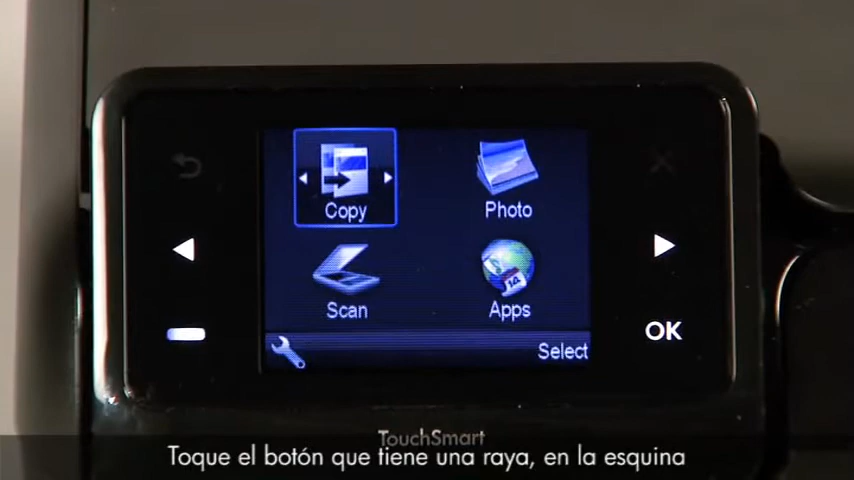 Copy
Photo
Scan
Apps
Select
OK
TouchSmart
Toque el botón que tiene una raya, en la esquina